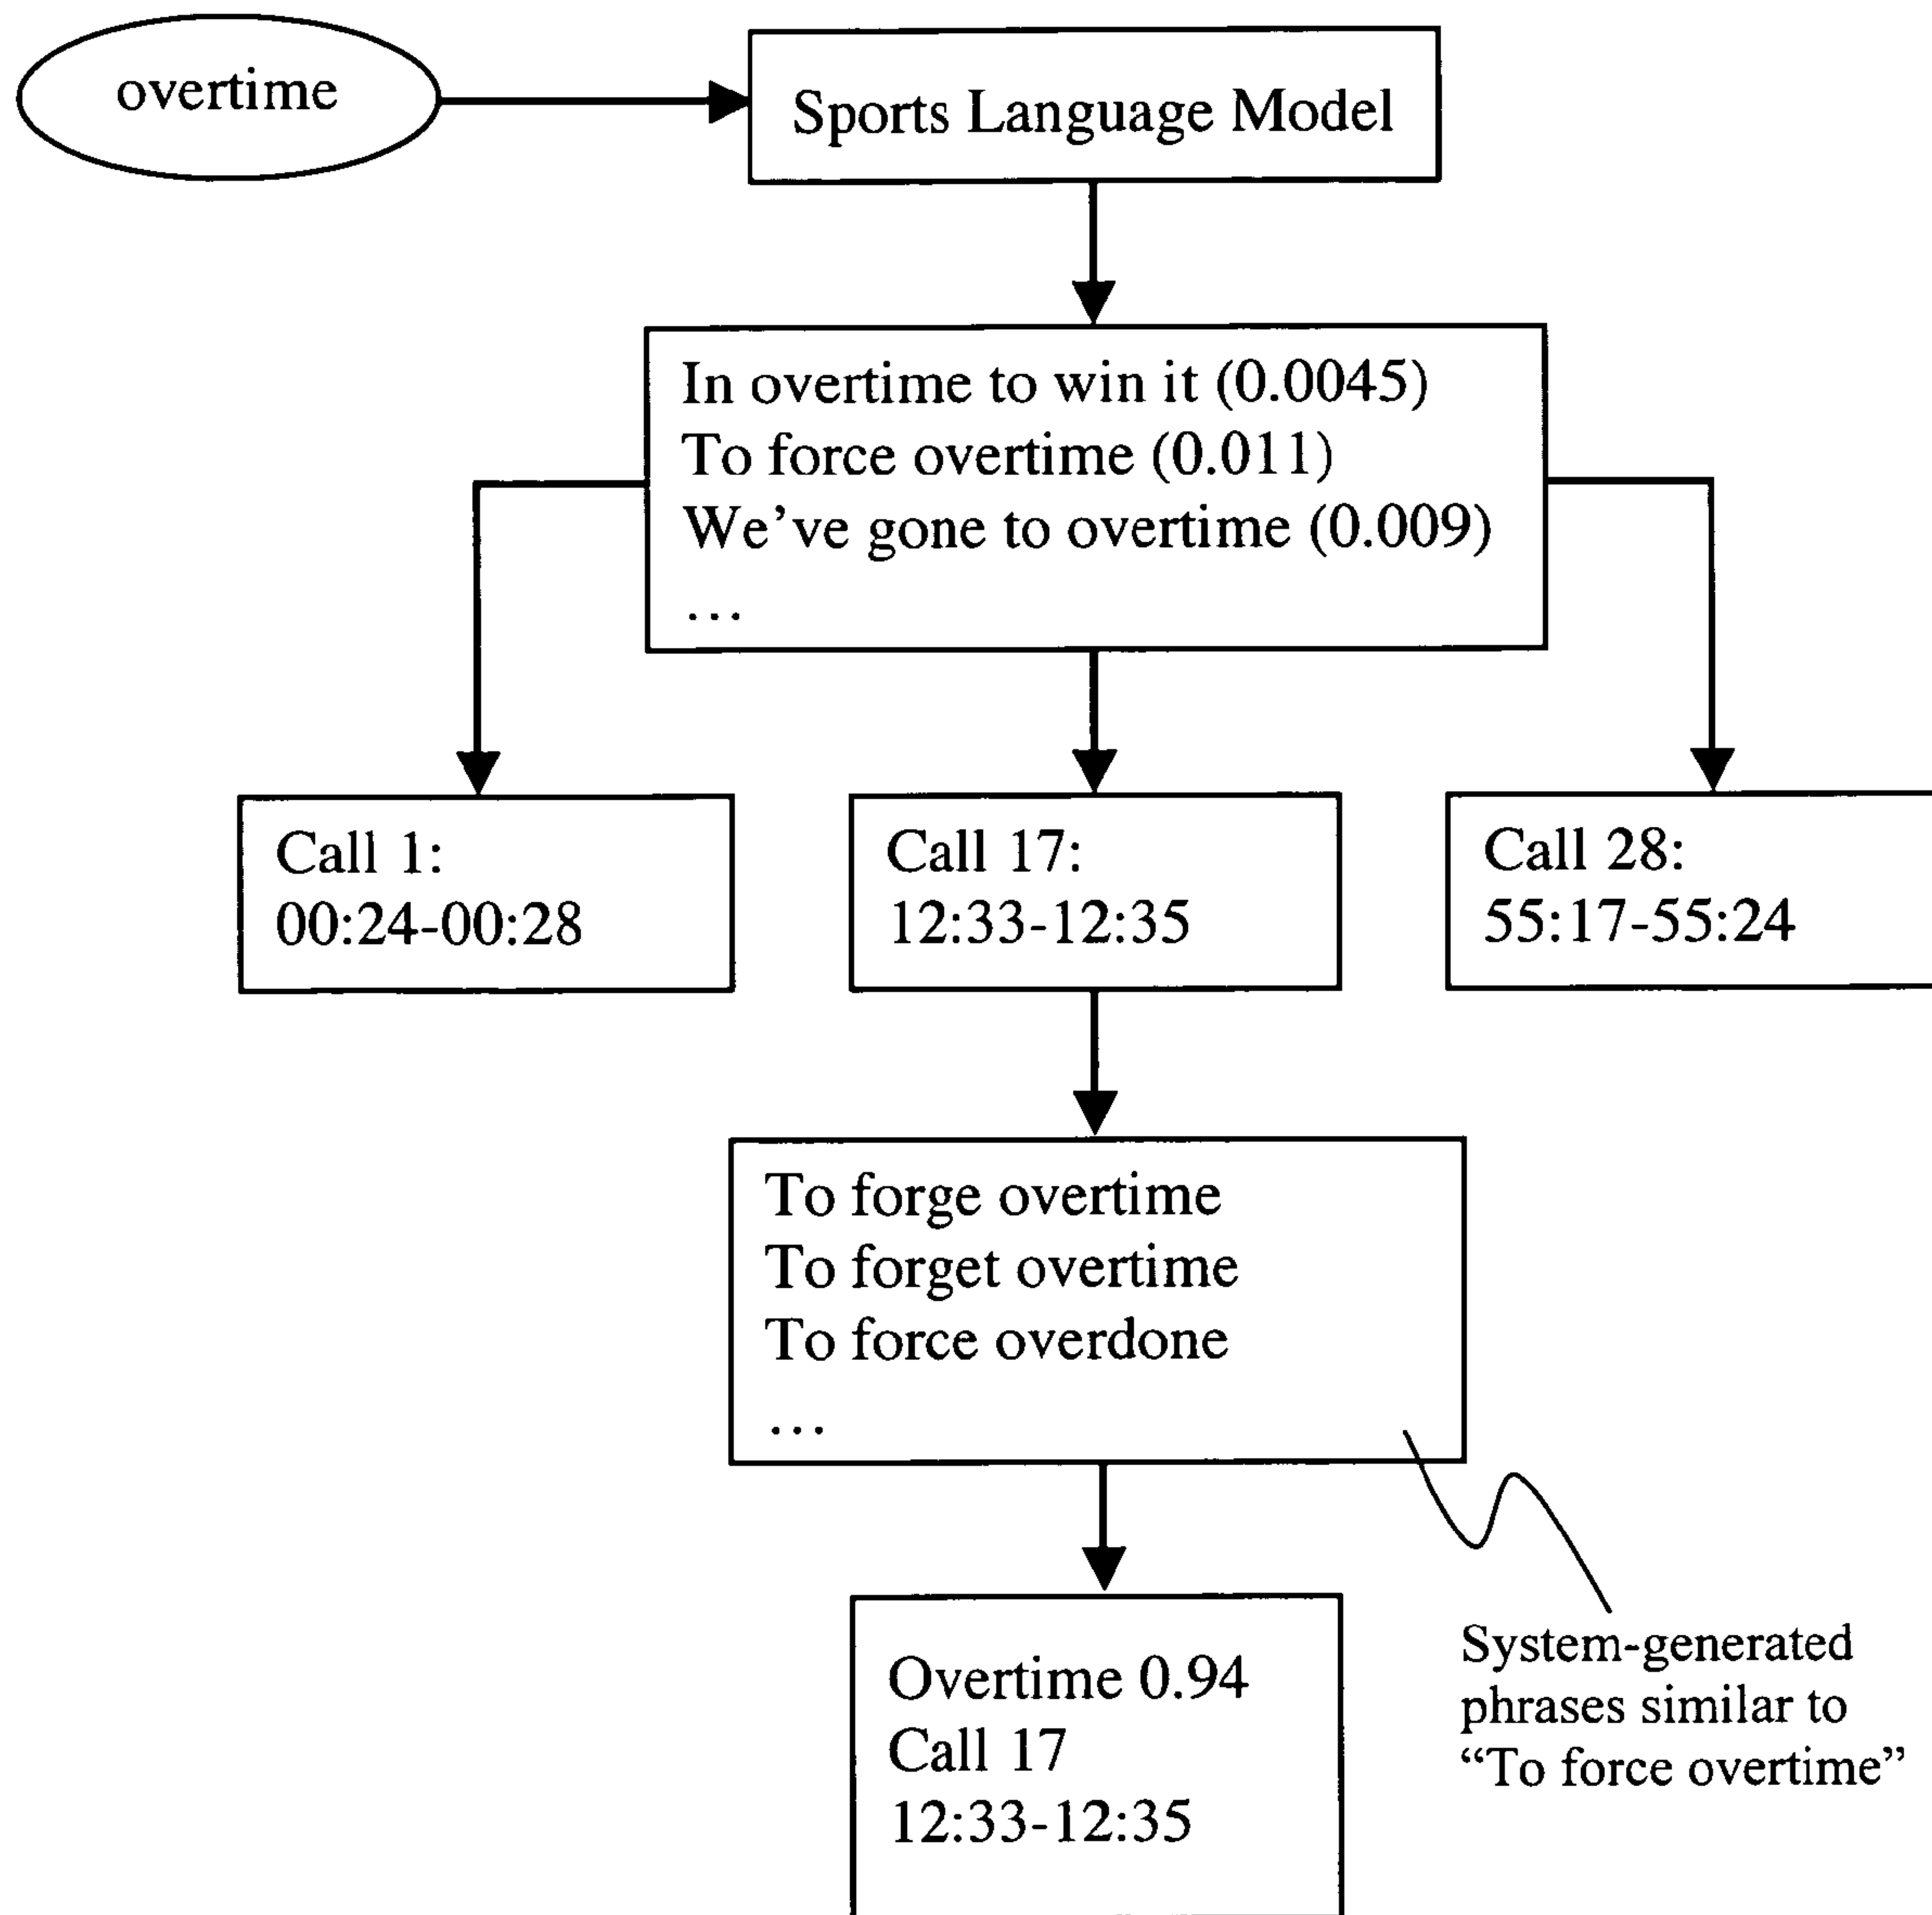 overtime
Sports Language Model
In overtime to win it (0.0045)
To force overtime (0.011)
We’ve gone to overtime (0.009)
...
Call 1:
00:24-00:28
Call 17:
12:33-12:35
Call 28:
55:17-55:24
To forge overtime
To forget overtime
To force overdone
...
Overtime 0.94
Call 17
12:33-12:35
System-generated
phrases similar to
“To force overtime”